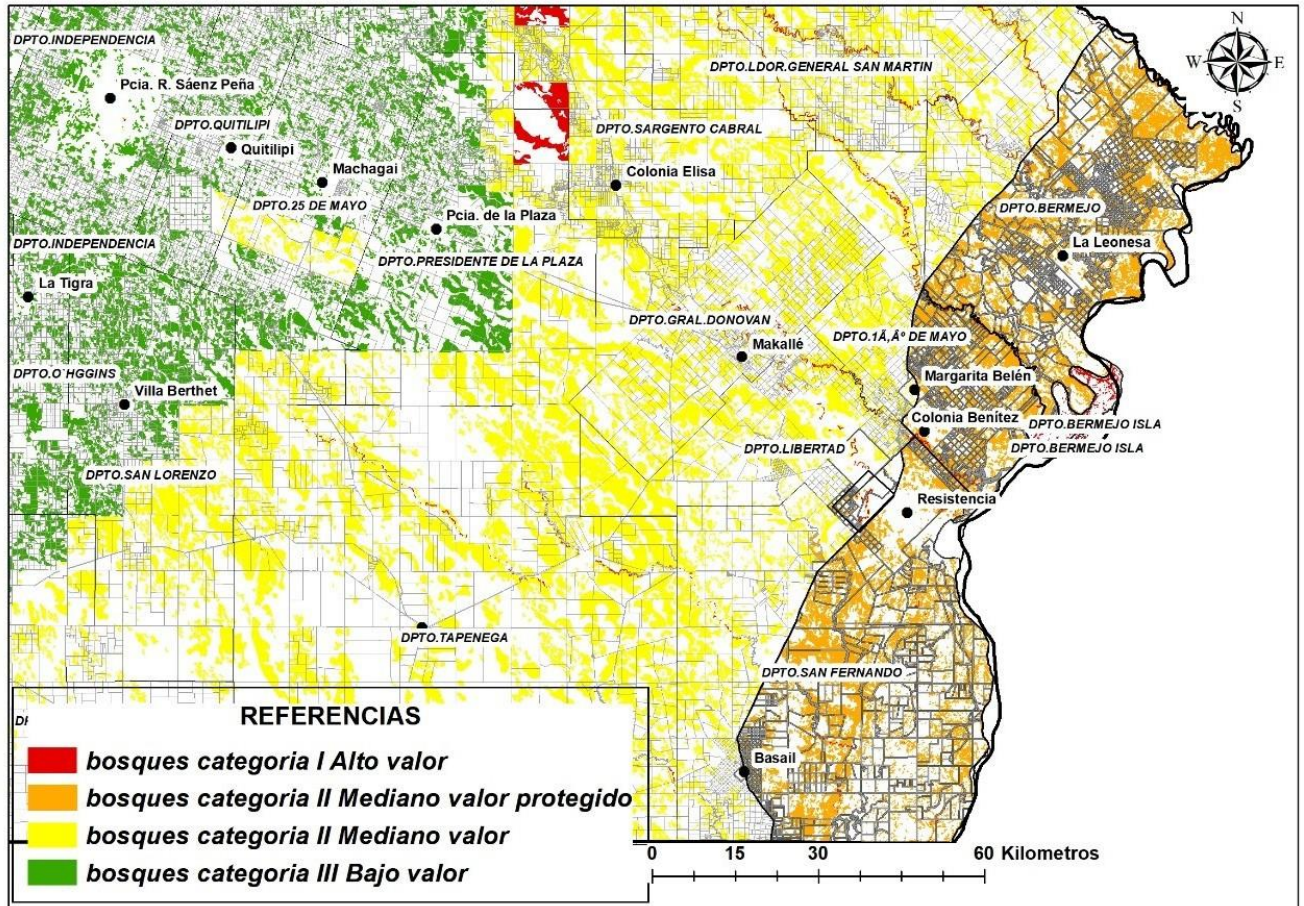 N
W E
S
DPTO.INDEPENDENCIA
DPTO.LDOR.GENERAL SAN MARTIN
Pcia. R. Sáenz Peña
DPTO.QUITILIPI
DPTO.SARGENTO CABRAL
Quitilipi
Machagai
Colonia Elisa
DPTO.25 DE MAYO
DPTO.BERMEJO
Pcia. de la Plaza
DPTO.INDEPENDENCIA
La Leonesa
DPTO.PRESIDENTE DE LA PLAZA
La Tigra
DPTO.GRAL.DONOVAN
DPTO.1Ã,Âº DE MAYO
Makallé
DPTO.O´HGGINS
Villa Berthet
Margarita Belén
Colonia Benítez
DPTO.BERMEJO ISLA
DPTO.BERMEJO ISLA
DPTO.LIBERTAD
DPTO.SAN LORENZO
Resistencia
DPTO.TAPENEGA
DPTO.SAN FERNANDO
REFERENCIAS
bosques categoria I Alto valor
Basail
bosques categoria II Mediano valor protegido
bosques categoria II Mediano valor
bosques categoria III Bajo valor
0 15 30 60 Kilometros